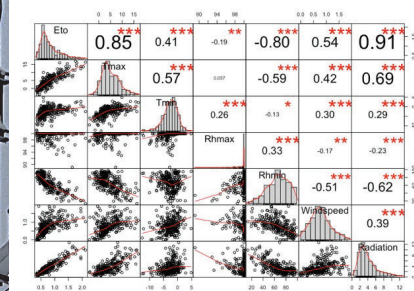 0 5 10 15
90 94 98
0.0 0.5 1.0 1.5
Eto
0.85 ***
0.41 ***
-0.19 **
-0.80 ***
0.54 ***
0.91 ***
Tmax
0.57 ***
-0.59 ***
0.42 ***
0.69 ***
Tmin
0.26 ***
-0.13 *
0.30 ***
0.29 ***
Rhmax
0.33 ***
-0.17 **
-0.23 ***
Rhmin
-0.51 ***
-0.62 ***
Windspeed
0.39 ***
Radiation
0.5 1.0 1.5 2.0
-10 -5 0 5
20 40 60 80
0 2 4 6 8 12